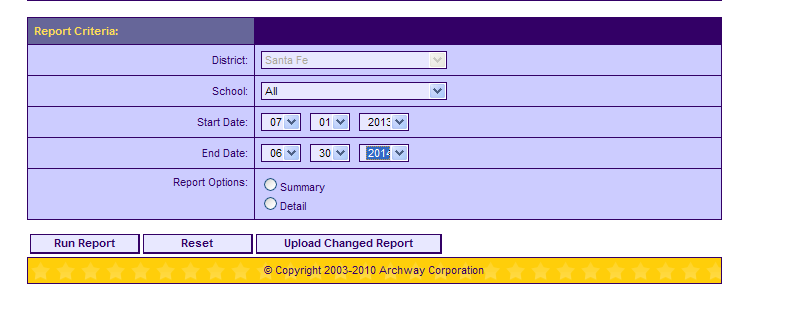 Report Criteria:
District: Santa Fe
School: All
Start Date: 07 01 2013
End Date: 06 30 2014
Report Options: Summary
Detail
Run Report Reset Upload Changed Report
© Copyright 2003-2010 Archway Corporation